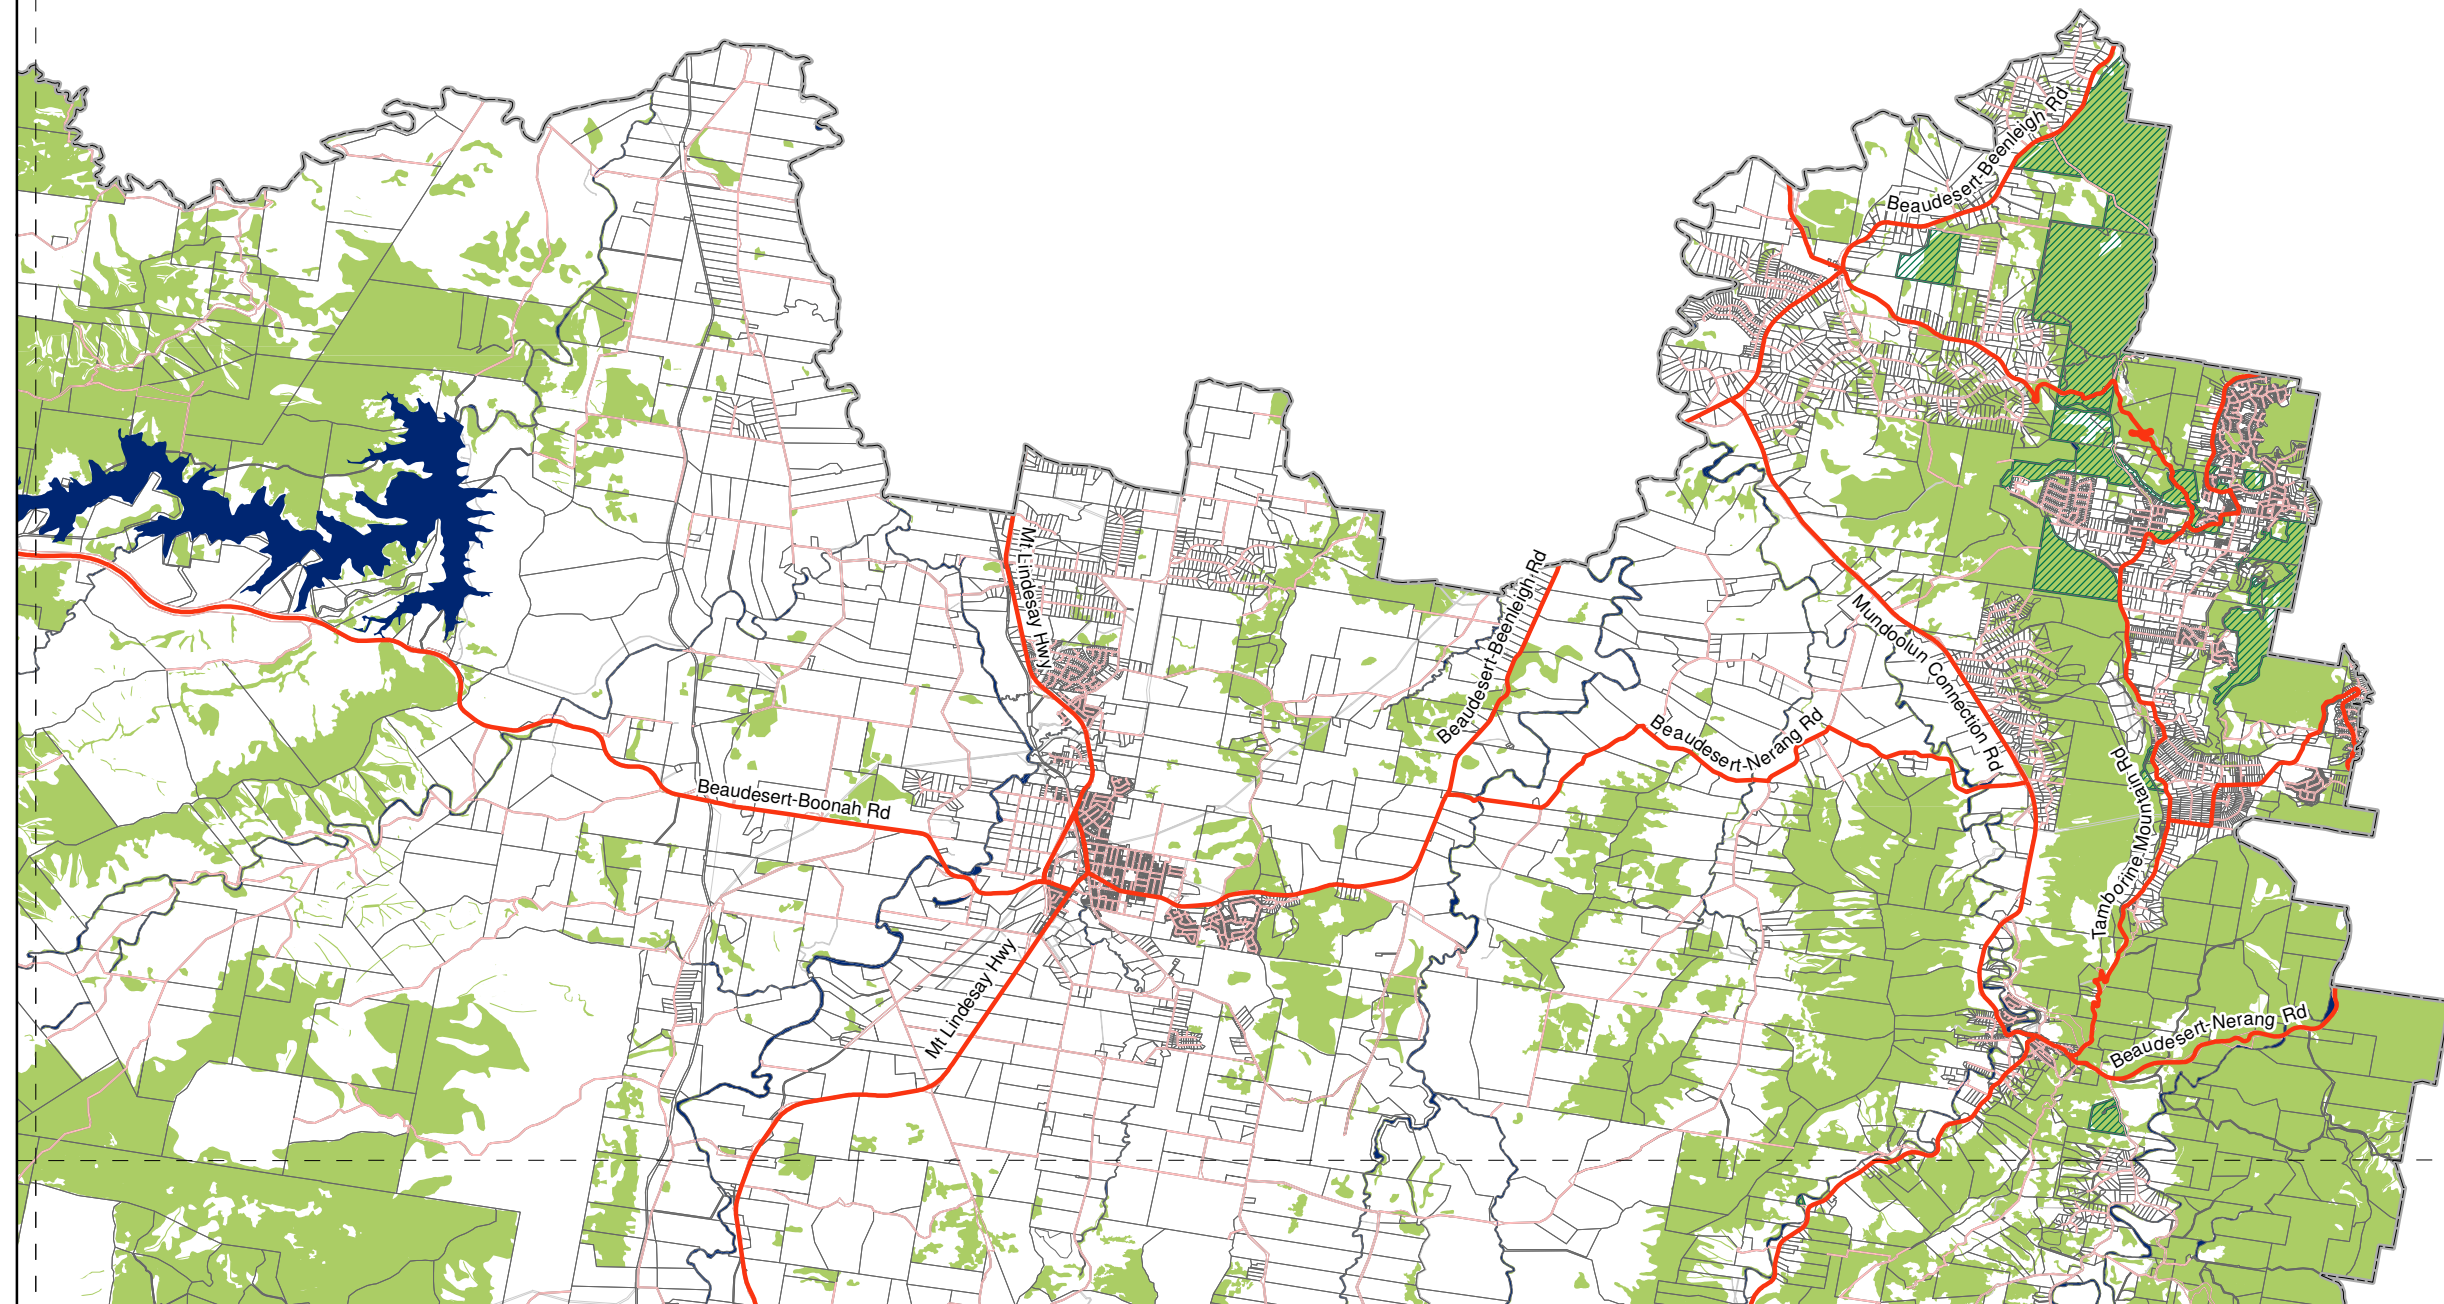 Beaudesert-Beenleigh Rd
Mt Lindesay Hwy
Beaudesert-Beenleigh Rd
Mundoolun Connection Rd
Beaudesert-Nerang Rd
Beaudesert-Boonah Rd
Tamborine Mountain Rd
Mt Lindesay Hwy
Beaudesert-Nerang Rd